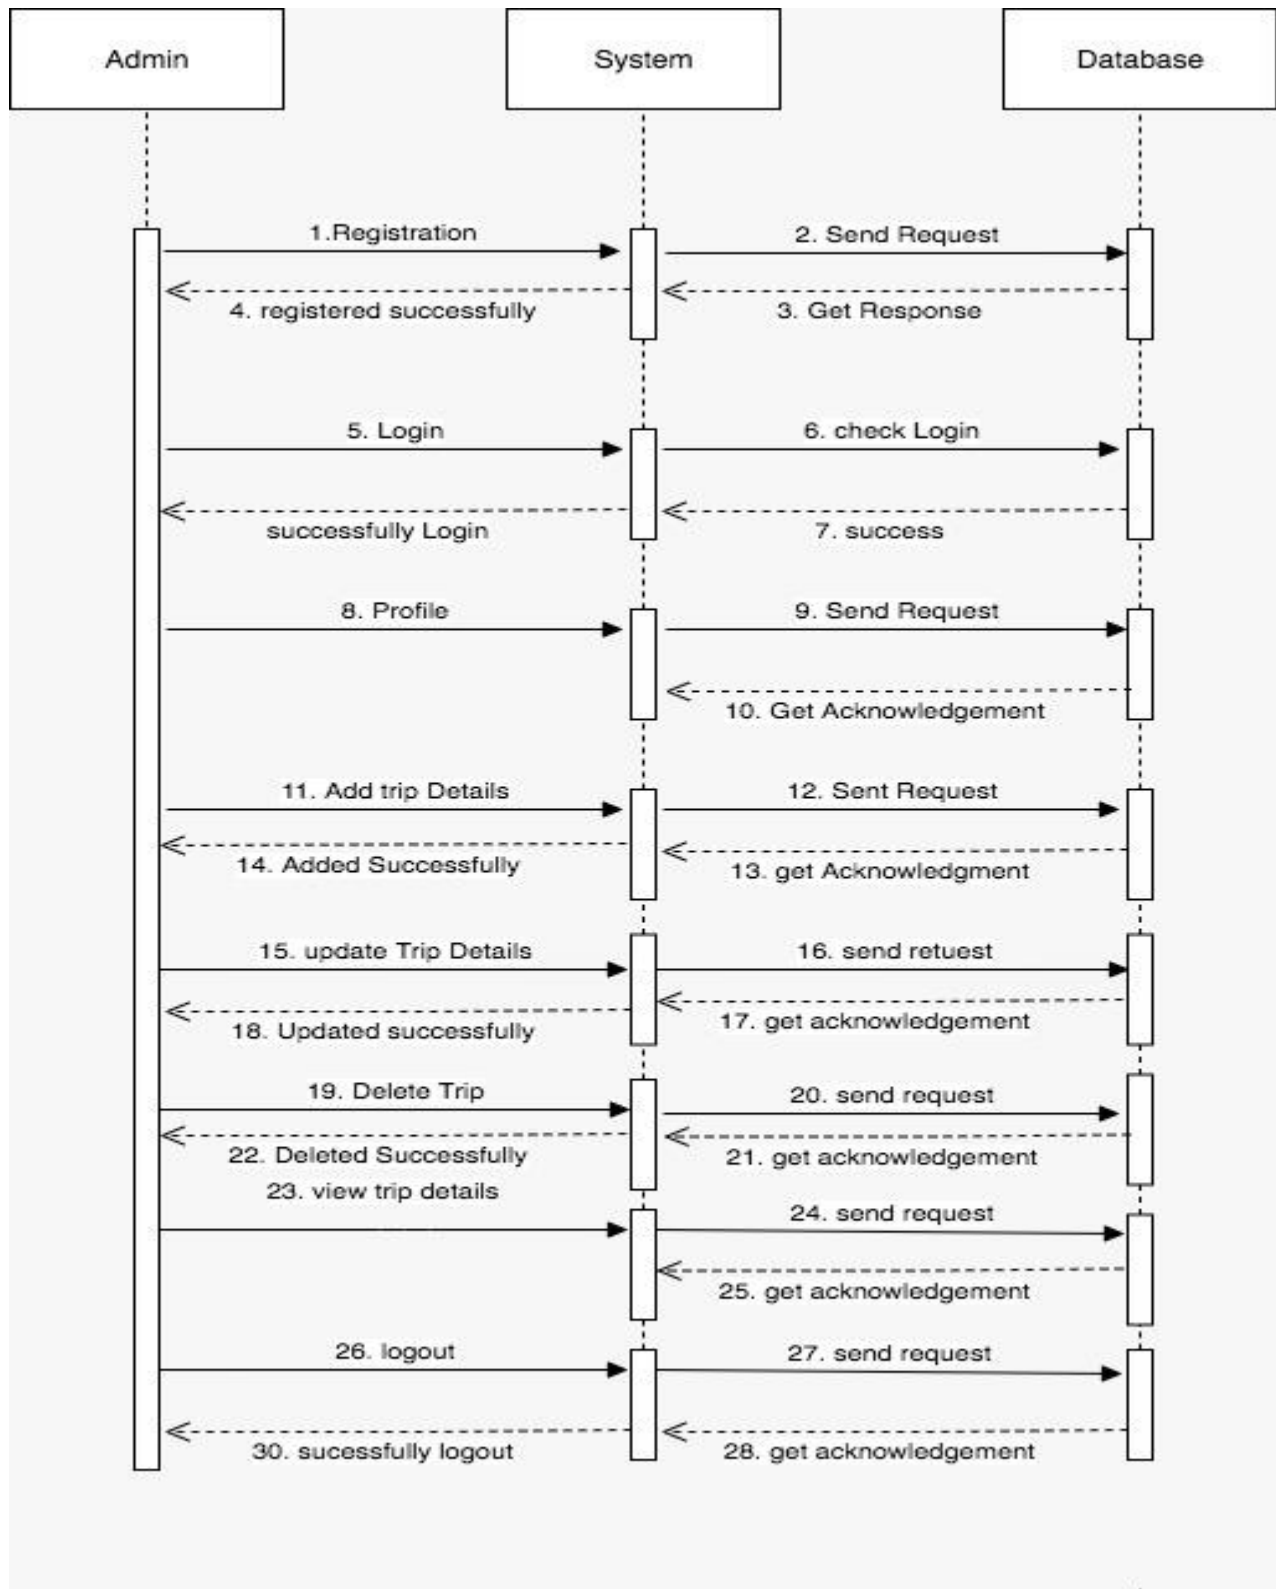 Admin
System
Database
1.Registration
2. Send Request
4. registered successfully
3. Get Response
5. Login
6. check Login
successfully Login
7. success
8. Profile
9. Send Request
10. Get Acknowledgement
11. Add trip Details
12. Sent Request
14. Added Successfully
13. get Acknowledgment
15. update Trip Details
16. send retuest
18. Updated successfully
17. get acknowledgement
19. Delete Trip
20. send request
22. Deleted Successfully
21. get acknowledgement
23. view trip details
24. send request
25. get acknowledgement
26. logout
27. send request
30. sucessfully logout
28. get acknowledgement